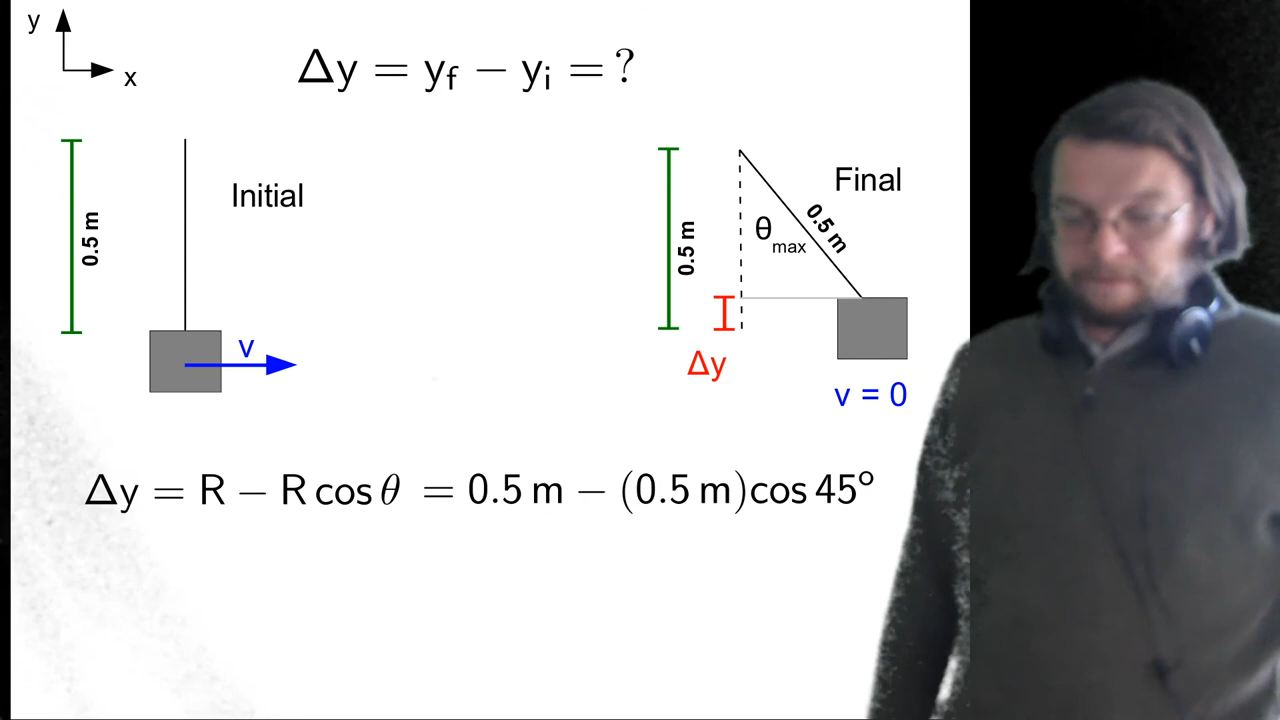 y
x
Δy = y_f − y_i = ?
0.5 m
Initial
v
0.5 m
θ_max
0.5 m
Final
Δy
v = 0
Δy = R − R cos θ = 0.5 m − (0.5 m)cos 45°